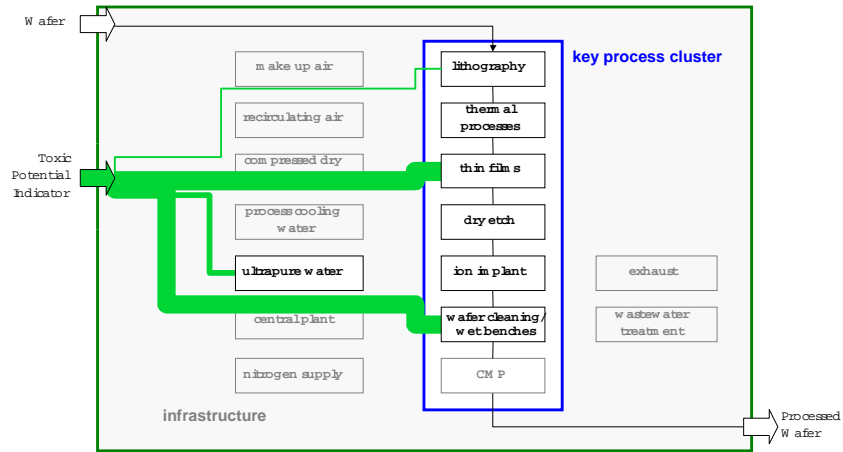 Wafer
make up air
lithography
key process cluster
recirculating air
thermal
processes
Toxic
Potential
Indicator
compressed dry
thin films
process cooling
water
dry etch
ultrapure water
ion implant
exhaust
central plant
wafer cleaning/
wet benches
wastewater
treatment
nitrogen supply
CMP
infrastructure
Processed
Wafer